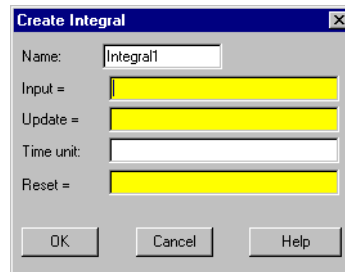 Create Integral
Name: Integral1
Input =
Update =
Time unit:
Reset =
OK Cancel Help